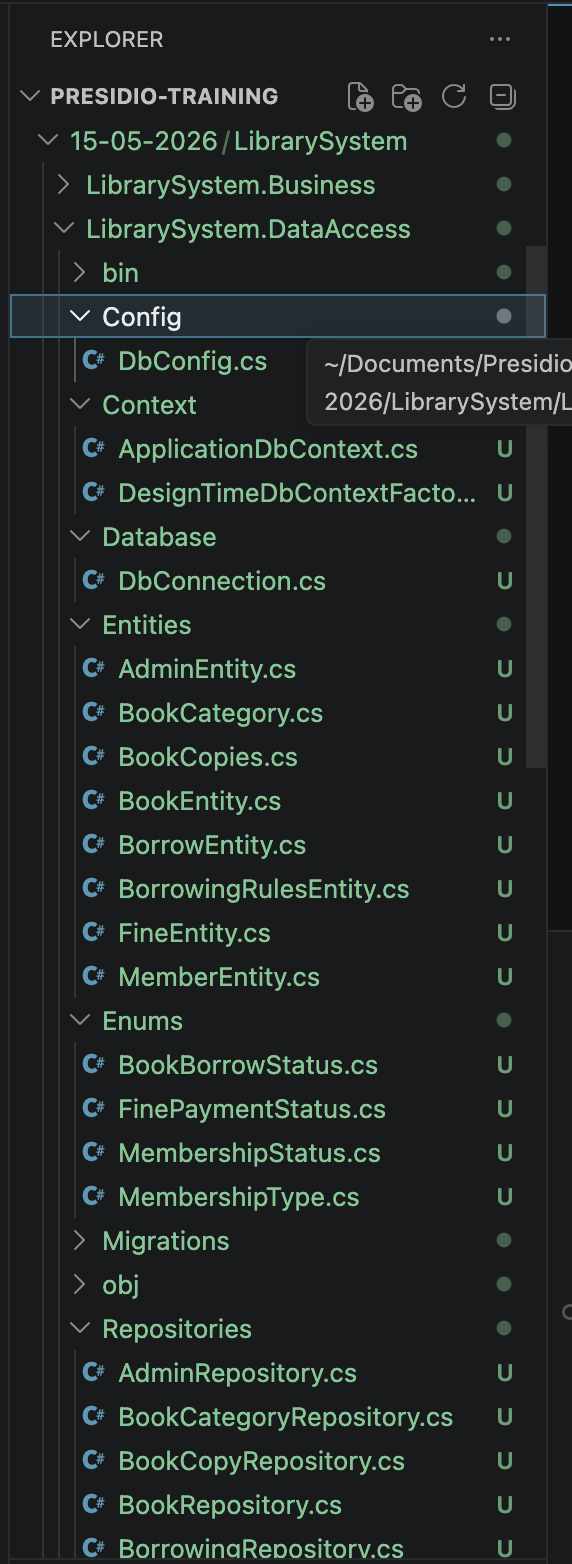 EXPLORER
PRESIDIO-TRAINING
15-05-2026/LibrarySystem
LibrarySystem.Business
LibrarySystem.DataAccess
bin
Config
DbConfig.cs
~/Documents/Presidio
2026/LibrarySystem/L
Context
ApplicationDbContext.cs U
DesignTimeDbContextFacto... U
Database
DbConnection.cs U
Entities
AdminEntity.cs U
BookCategory.cs U
BookCopies.cs U
BookEntity.cs U
BorrowEntity.cs U
BorrowingRulesEntity.cs U
FineEntity.cs U
MemberEntity.cs U
Enums
BookBorrowStatus.cs U
FinePaymentStatus.cs U
MembershipStatus.cs U
MembershipType.cs U
Migrations
obj
Repositories
AdminRepository.cs U
BookCategoryRepository.cs U
BookCopyRepository.cs U
BookRepository.cs U
BorrowingRepository.cs U